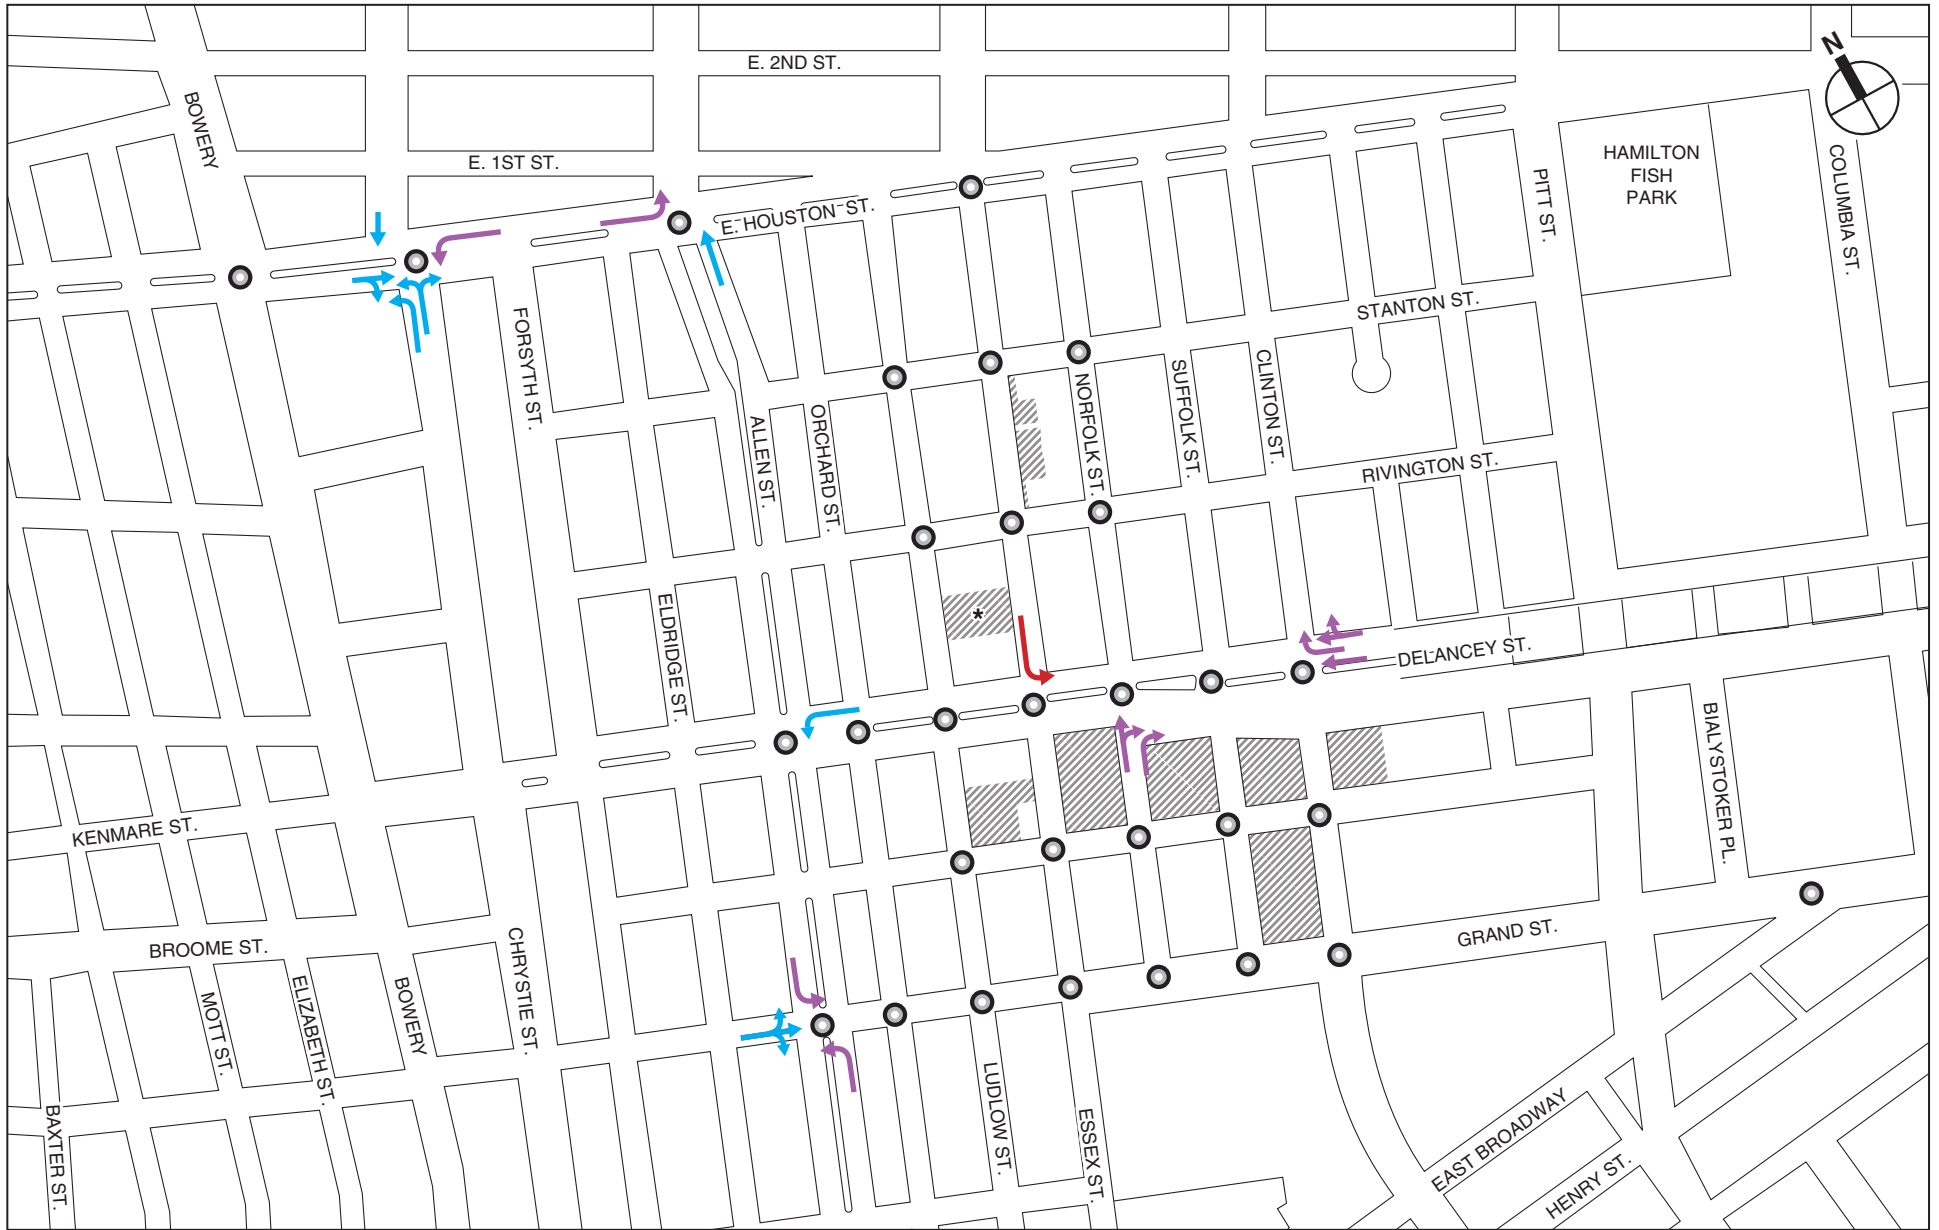 N
E. 2ND ST.
BOWERY
E. 1ST ST.
HAMILTON
FISH
PARK
COLUMBIA ST.
PITT ST.
E. HOUSTON ST.
STANTON ST.
FORSYTH ST.
ALLEN ST.
ORCHARD ST.
NORFOLK ST.
SUFFOLK ST.
CLINTON ST.
RIVINGTON ST.
ELDRIDGE ST.
*
DELANCEY ST.
BIALYSTOKER PL.
KENMARE ST.
BROOME ST.
GRAND ST.
MOTT ST.
ELIZABETH ST.
BOWERY
CHRYSTIE ST.
BAXTER ST.
LUDLOW ST.
ESSEX ST.
EAST BROADWAY
HENRY ST.